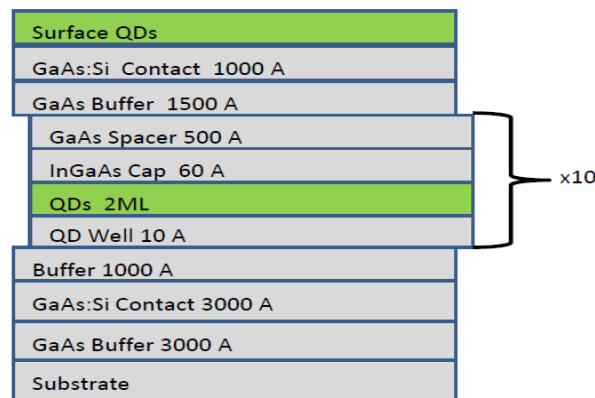 Surface QDs
GaAs:Si Contact 1000 A
GaAs Buffer 1500 A
GaAs Spacer 500 A
InGaAs Cap 60 A
x10
QDs 2ML
QD Well 10 A
Buffer 1000 A
GaAs:Si Contact 3000 A
GaAs Buffer 3000 A
Substrate